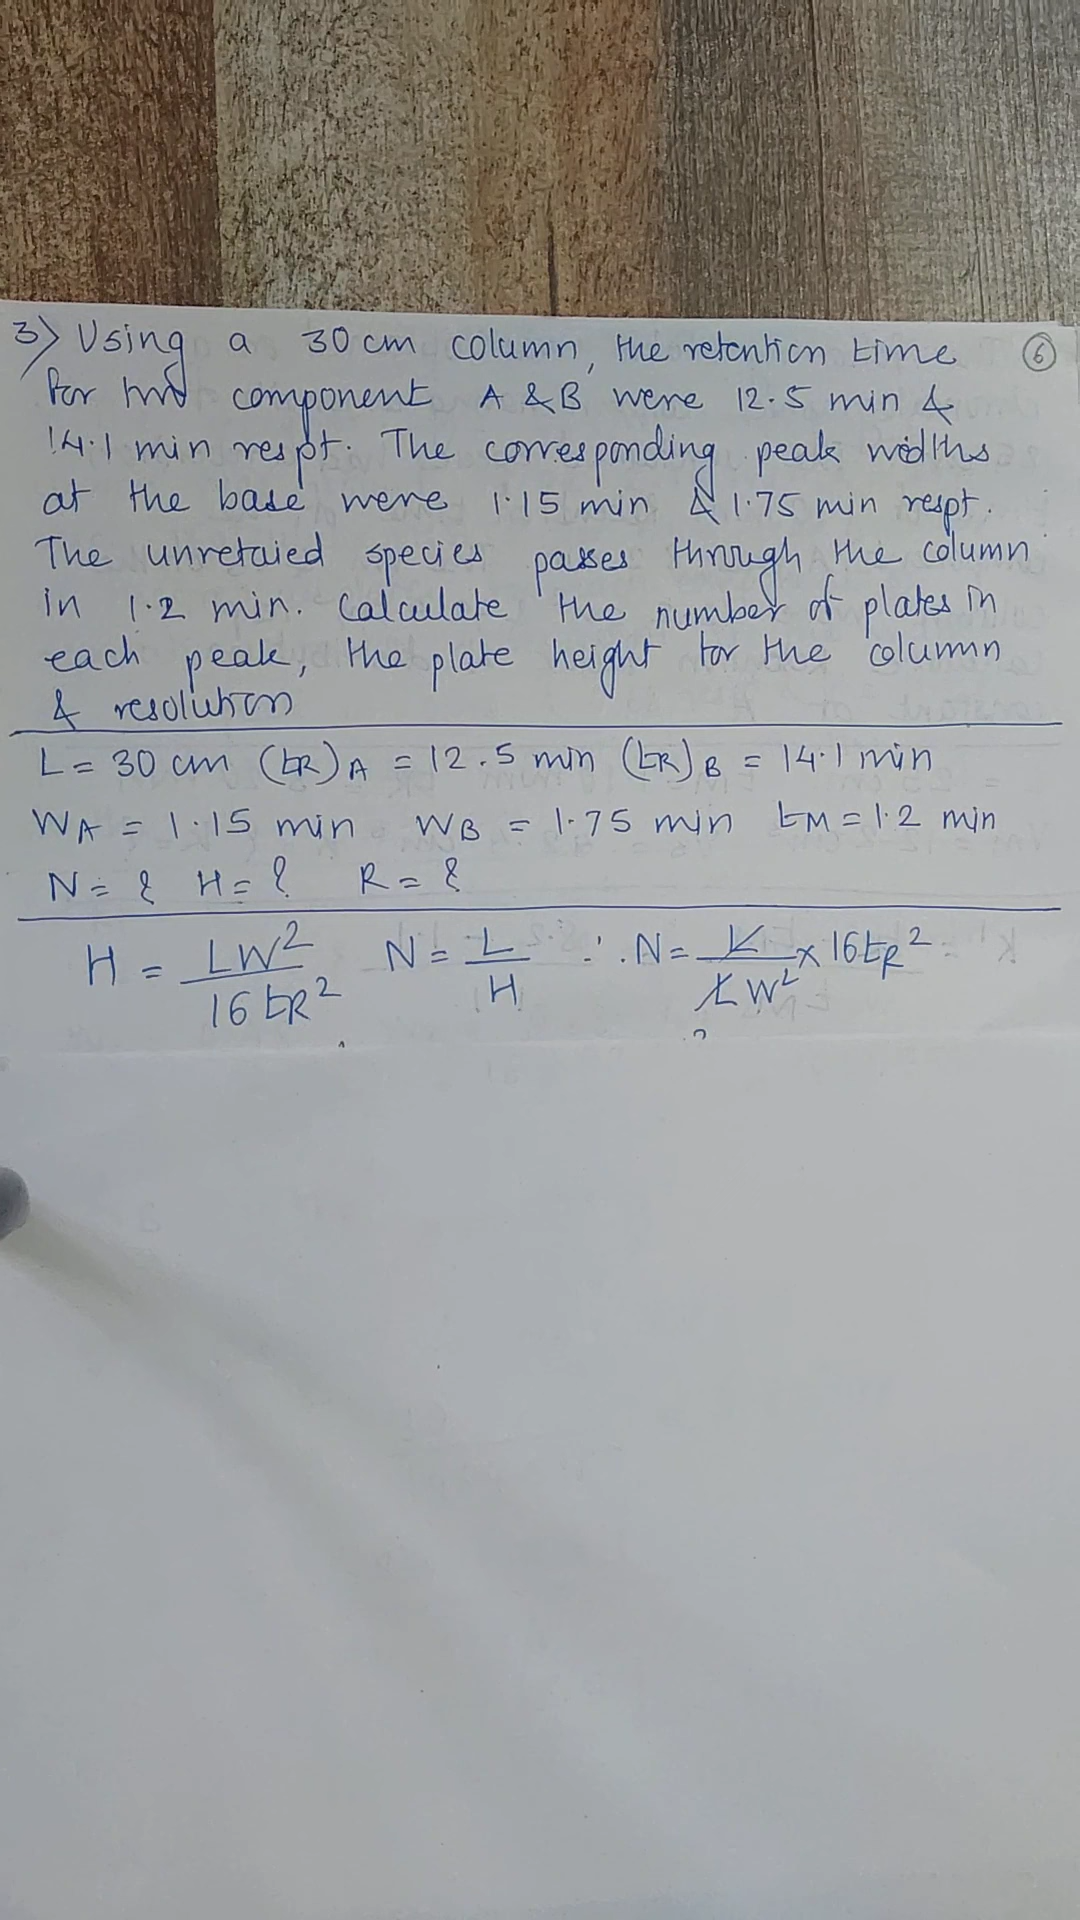 3) Using a 30 cm column, the retention time ⑥
for two component A & B were 12.5 min &
14.1 min respt. The corresponding peak widths
at the base were 1.15 min & 1.75 min respt.
The unretaied species passes through the column
in 1.2 min. Calculate the number of plates in
each peak, the plate height for the column
& resolution
L = 30 cm (tR)A = 12.5 min (tR)B = 14.1 min
WA = 1.15 min WB = 1.75 min tM = 1.2 min
N = ? H = ? R = ?
H = LW²/16 tR² N = L/H ∴ N = L/LW² × 16tR²